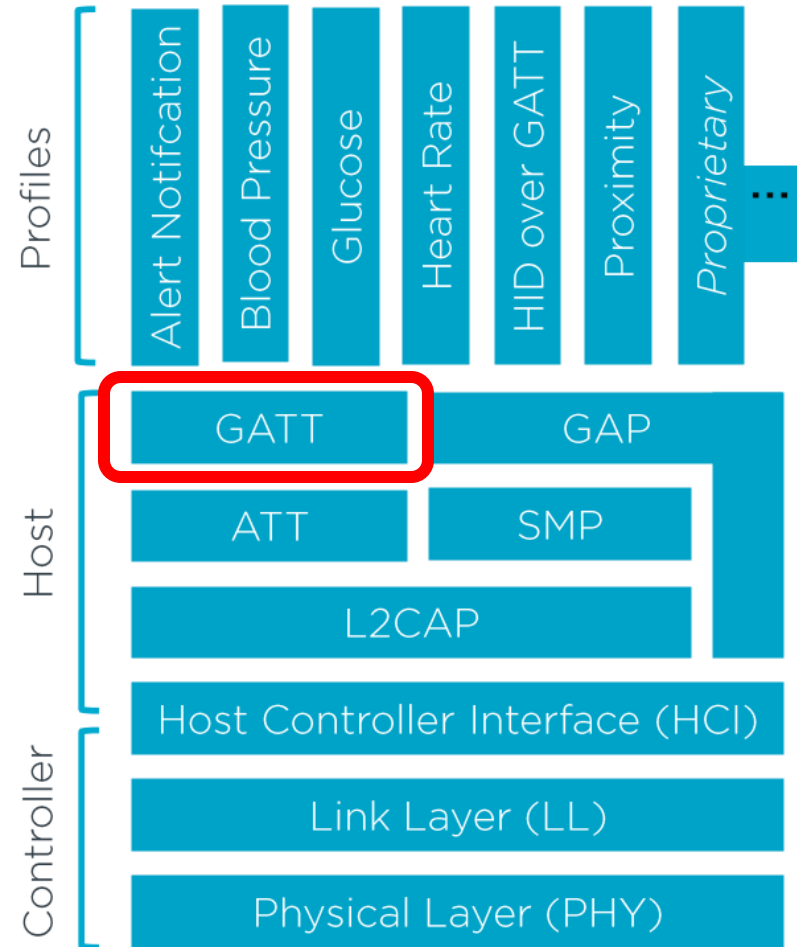 Profiles
Alert Notifcation
Blood Pressure
Glucose
Heart Rate
HID over GATT
Proximity
Proprietary
...
Host
GATT
GAP
ATT
SMP
L2CAP
Host Controller Interface (HCI)
Controller
Link Layer (LL)
Physical Layer (PHY)